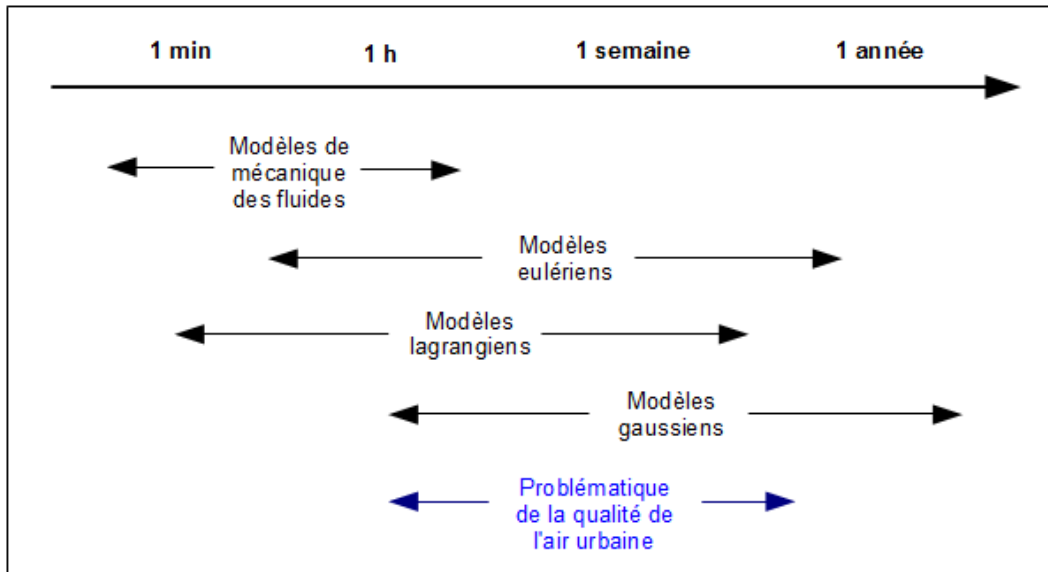 1 min 1 h 1 semaine 1 année
Modèles de
mécanique
des fluides
Modèles
eulériens
Modèles
lagrangiens
Modèles
gaussiens
Problématique
de la qualité de
l'air urbaine